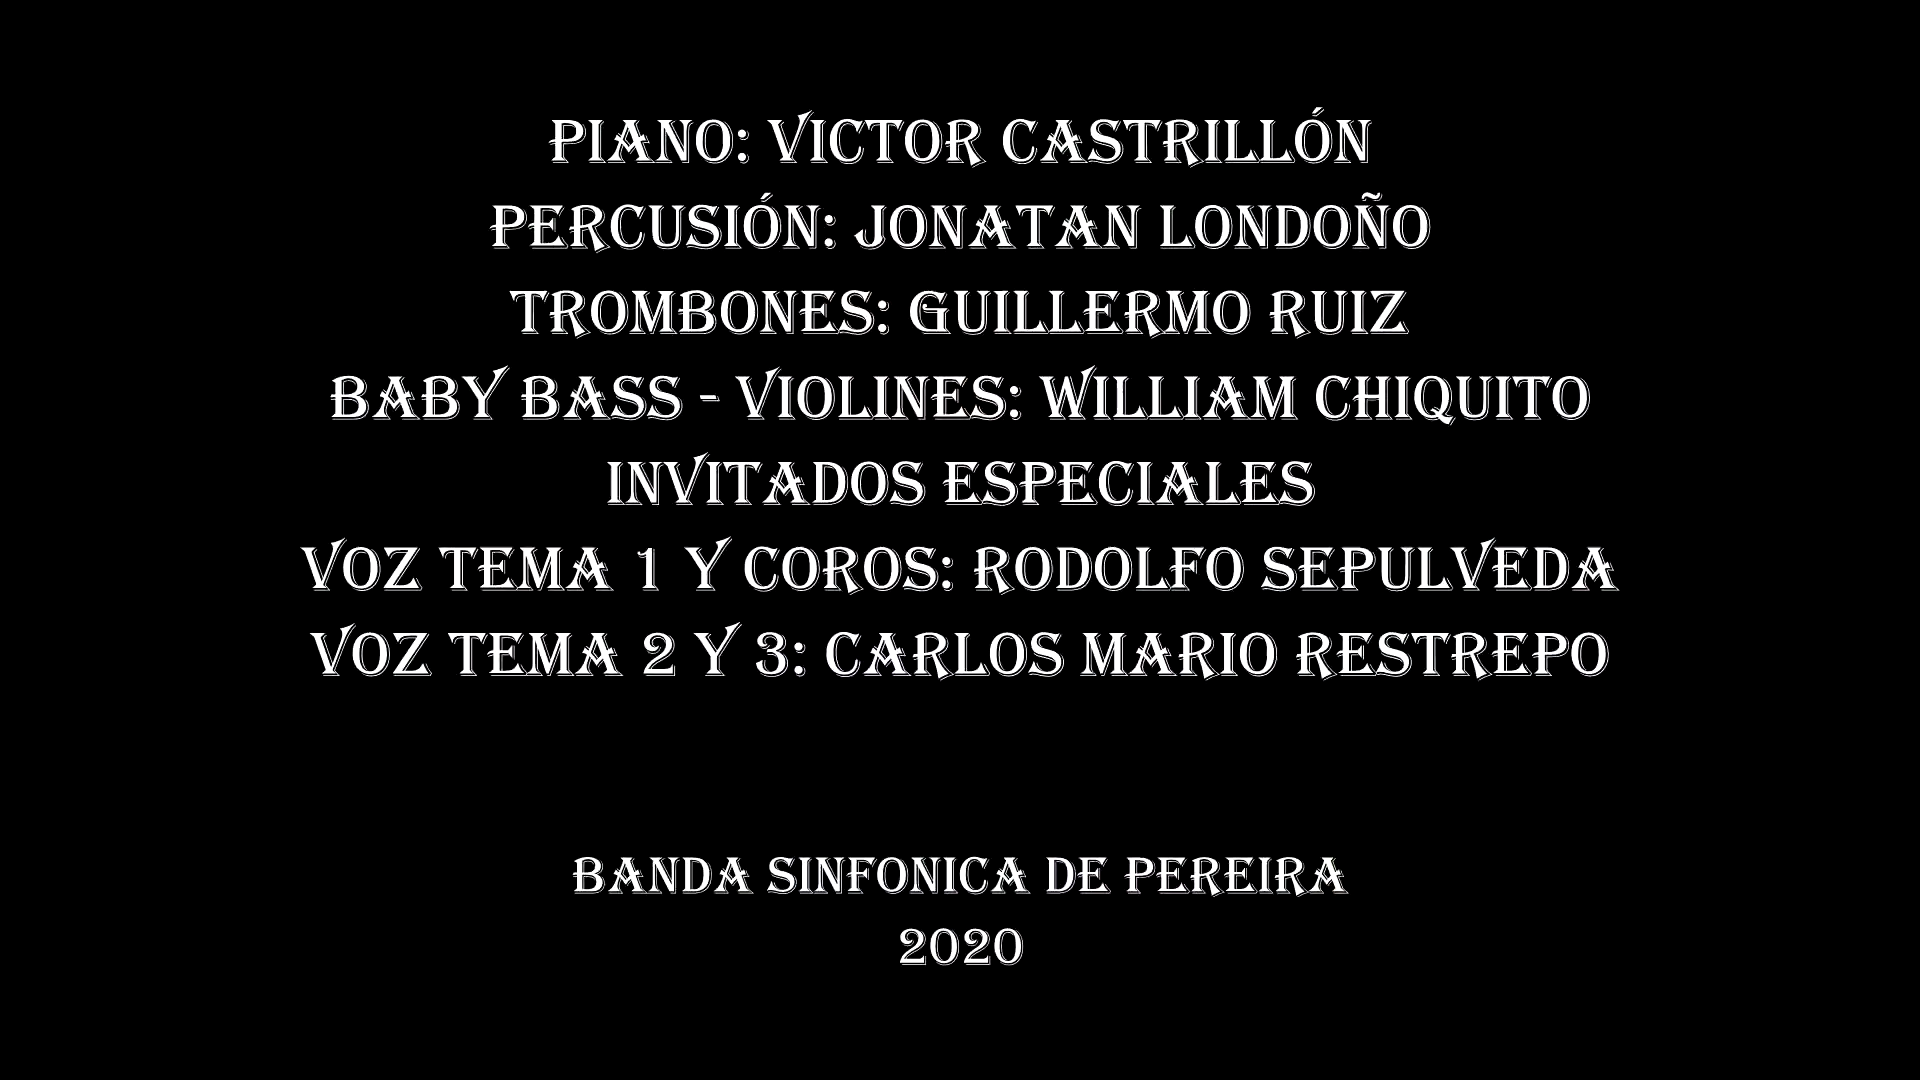 PIANO: VICTOR CASTRILLÓN
PERCUSIÓN: JONATAN LONDOÑO
TROMBONES: GUILLERMO RUIZ
BABY BASS - VIOLINES: WILLIAM CHIQUITO
INVITADOS ESPECIALES
VOZ TEMA 1 Y COROS: RODOLFO SEPULVEDA
VOZ TEMA 2 Y 3: CARLOS MARIO RESTREPO
BANDA SINFONICA DE PEREIRA
2020